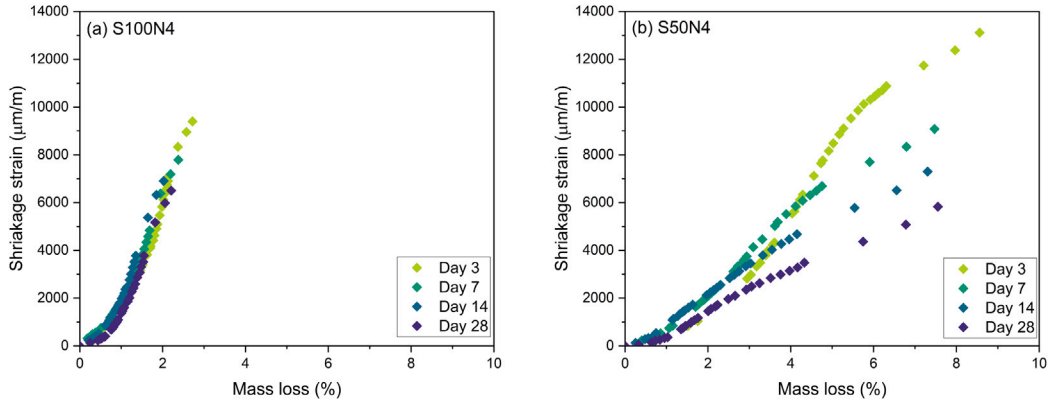 (a) S100N4
14000
12000
10000
8000
6000
4000
2000
0
Shriakage strain (μm/m)
0 2 4 6 8 10
Mass loss (%)
Day 3
Day 7
Day 14
Day 28
(b) S50N4
14000
12000
10000
8000
6000
4000
2000
0
Shriakage strain (μm/m)
0 2 4 6 8 10
Mass loss (%)
Day 3
Day 7
Day 14
Day 28